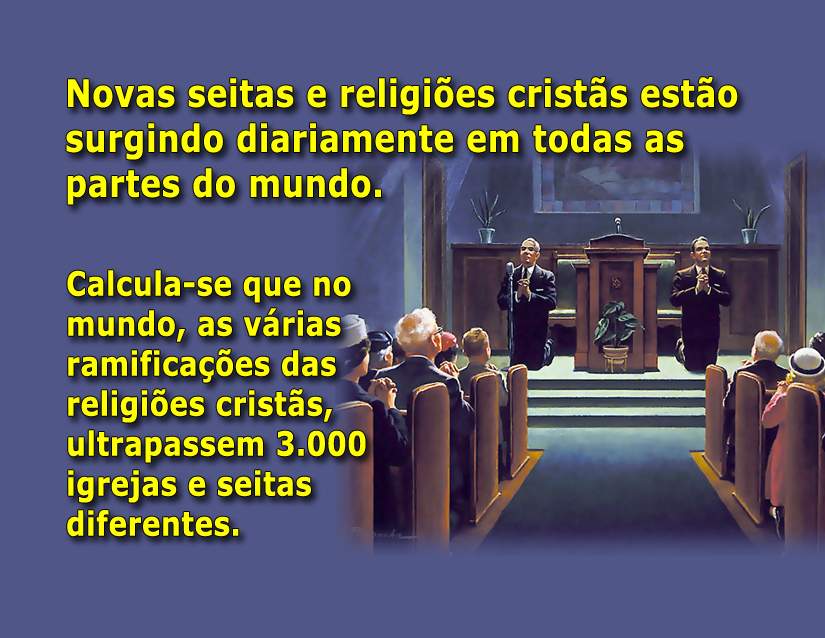 Novas seitas e religiões cristãs estão
surgindo diariamente em todas as
partes do mundo.
Calcula-se que no
mundo, as várias
ramificações das
religiões cristãs,
ultrapassem 3.000
igrejas e seitas
diferentes.